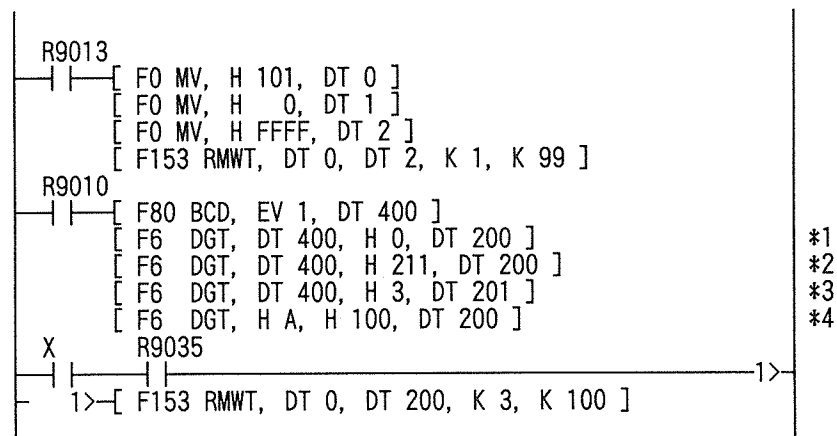 R9013
[ F0 MV, H 101, DT 0 ]
[ F0 MV, H 0, DT 1 ]
[ F0 MV, H FFFF, DT 2 ]
[ F153 RMWT, DT 0, DT 2, K 1, K 99 ]
R9010
[ F80 BCD, EV 1, DT 400 ]
[ F6 DGT, DT 400, H 0, DT 200 ] *1
[ F6 DGT, DT 400, H 211, DT 200 ] *2
[ F6 DGT, DT 400, H 3, DT 201 ] *3
[ F6 DGT, H A, H 100, DT 200 ] *4
X R9035
1>
1> [ F153 RMWT, DT 0, DT 200, K 3, K 100 ]